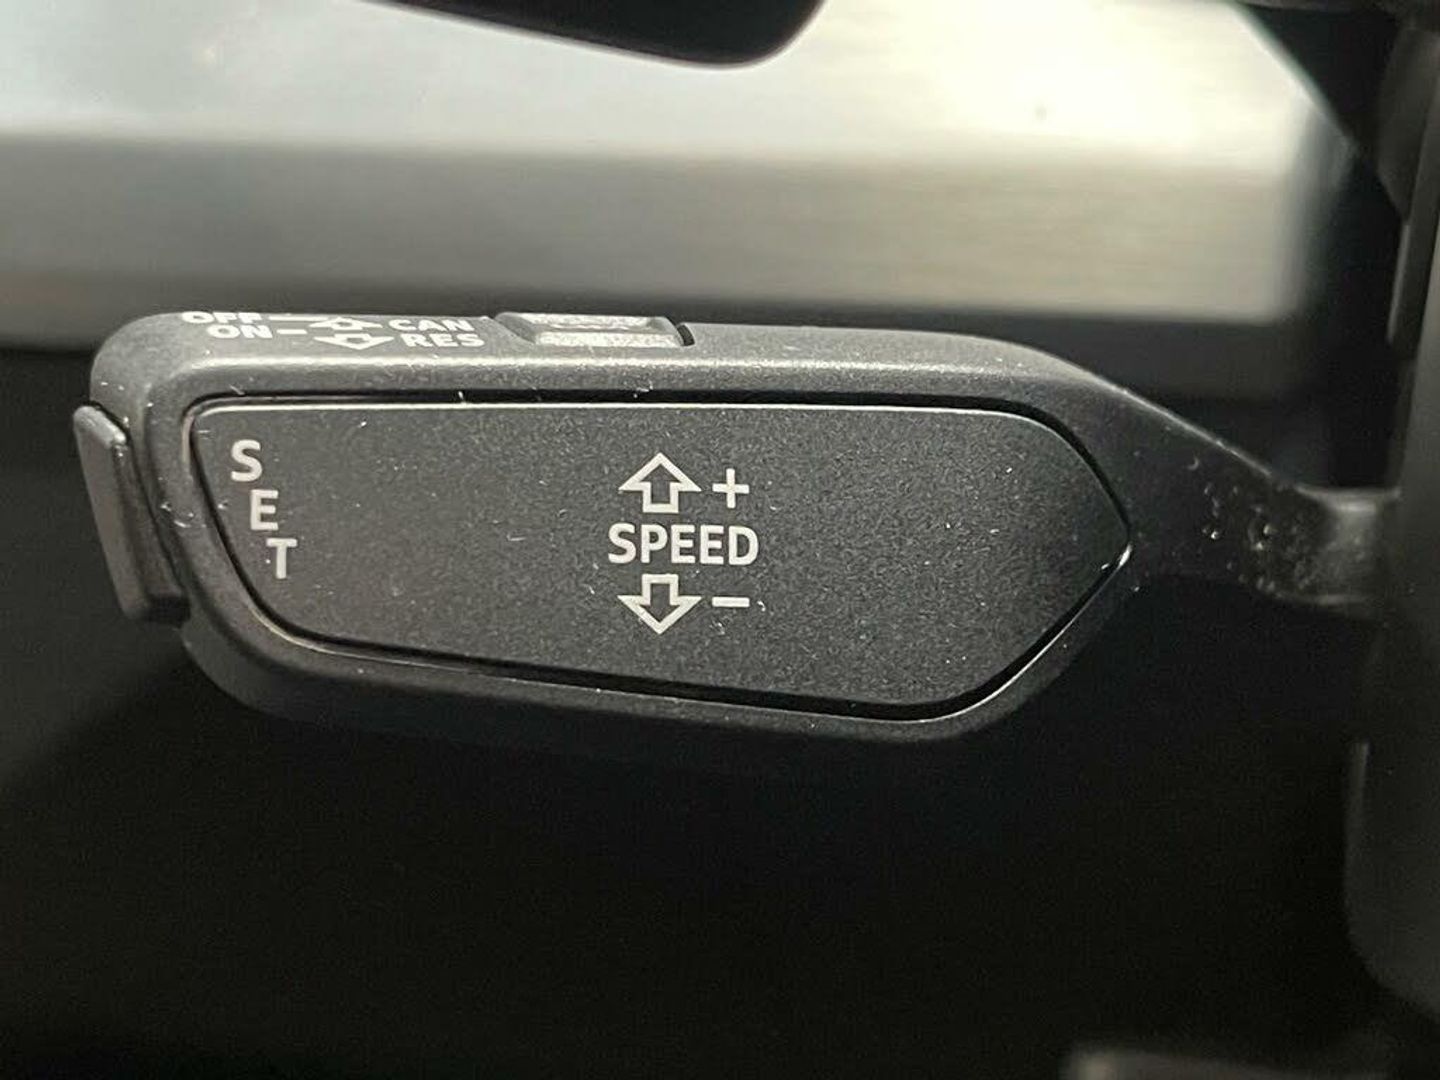 OFF CAN
ON RES
S
E
T
+
SPEED
-